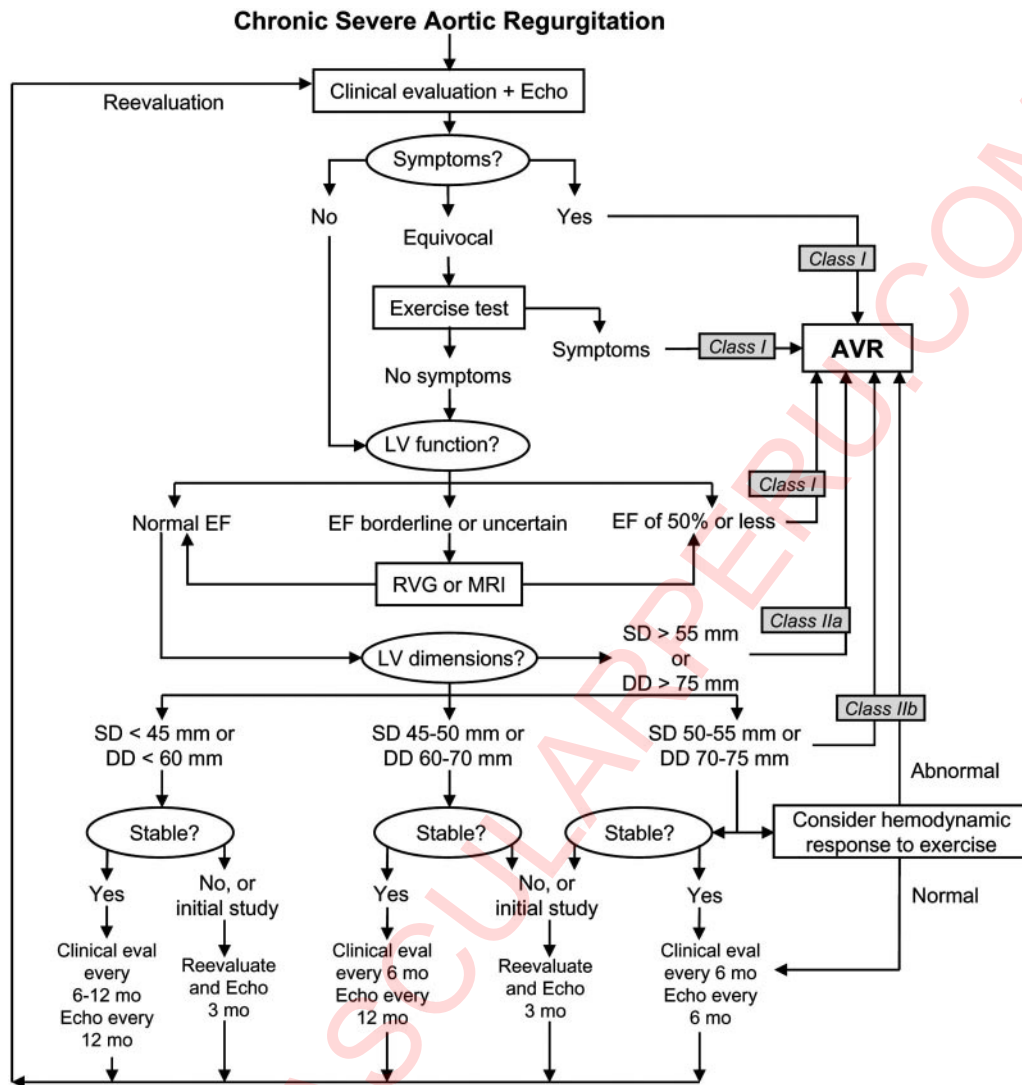 Chronic Severe Aortic Regurgitation
Reevaluation
Clinical evaluation + Echo
Symptoms?
No
Equivocal
Yes
Class I
Exercise test
Symptoms
Class I
AVR
No symptoms
LV function?
Class I
Normal EF
EF borderline or uncertain
EF of 50% or less
RVG or MRI
Class IIa
LV dimensions?
SD > 55 mm
or
DD > 75 mm
Class IIb
SD < 45 mm or
DD < 60 mm
SD 45-50 mm or
DD 60-70 mm
SD 50-55 mm or
DD 70-75 mm
Abnormal
Stable?
Stable?
Stable?
Consider hemodynamic
response to exercise
Normal
Yes
No, or
initial study
Yes
No, or
initial study
Yes
Clinical eval
every
6-12 mo
Echo every
12 mo
Reevaluate
and Echo
3 mo
Clinical eval
every 6 mo
Echo every
12 mo
Reevaluate
and Echo
3 mo
Clinical eval
every 6 mo
Echo every
6 mo
SCULARPERU.COM